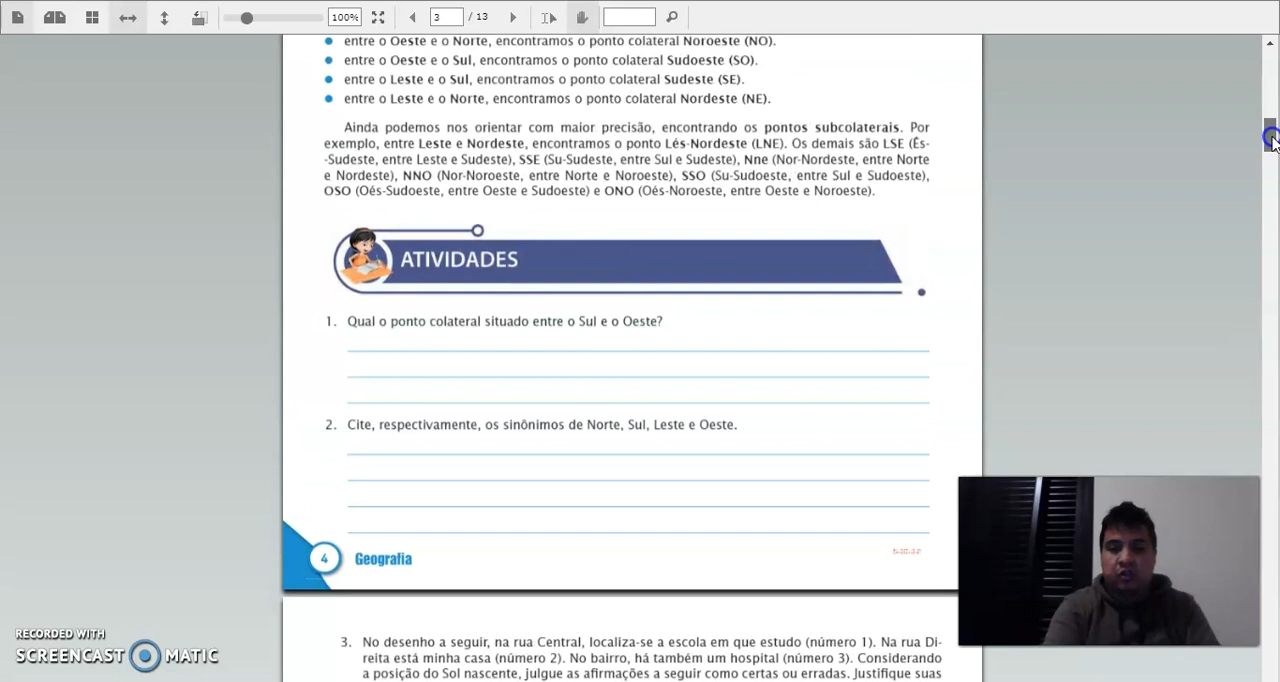 100%
3 / 13
entre o Oeste e o Norte, encontramos o ponto colateral Noroeste (NO).
entre o Oeste e o Sul, encontramos o ponto colateral Sudoeste (SO).
entre o Leste e o Sul, encontramos o ponto colateral Sudeste (SE).
entre o Leste e o Norte, encontramos o ponto colateral Nordeste (NE).
Ainda podemos nos orientar com maior precisão, encontrando os pontos subcolaterais. Por
exemplo, entre Leste e Nordeste, encontramos o ponto Lés-Nordeste (LNE). Os demais são LSE (És-
-Sudeste, entre Leste e Sudeste), SSE (Su-Sudeste, entre Sul e Sudeste), Nne (Nor-Nordeste, entre Norte
e Nordeste), NNO (Nor-Noroeste, entre Norte e Noroeste), SSO (Su-Sudoeste, entre Sul e Sudoeste),
OSO (Oés-Sudoeste, entre Oeste e Sudoeste) e ONO (Oés-Noroeste, entre Oeste e Noroeste).
ATIVIDADES
1. Qual o ponto colateral situado entre o Sul e o Oeste?
2. Cite, respectivamente, os sinônimos de Norte, Sul, Leste e Oeste.
4 Geografia
3. No desenho a seguir, na rua Central, localiza-se a escola em que estudo (número 1). Na rua Di-
reita está minha casa (número 2). No bairro, há também um hospital (número 3). Considerando
a posição do Sol nascente, julgue as afirmações a seguir como certas ou erradas. Justifique suas
RECORDED WITH
SCREENCAST MATIC